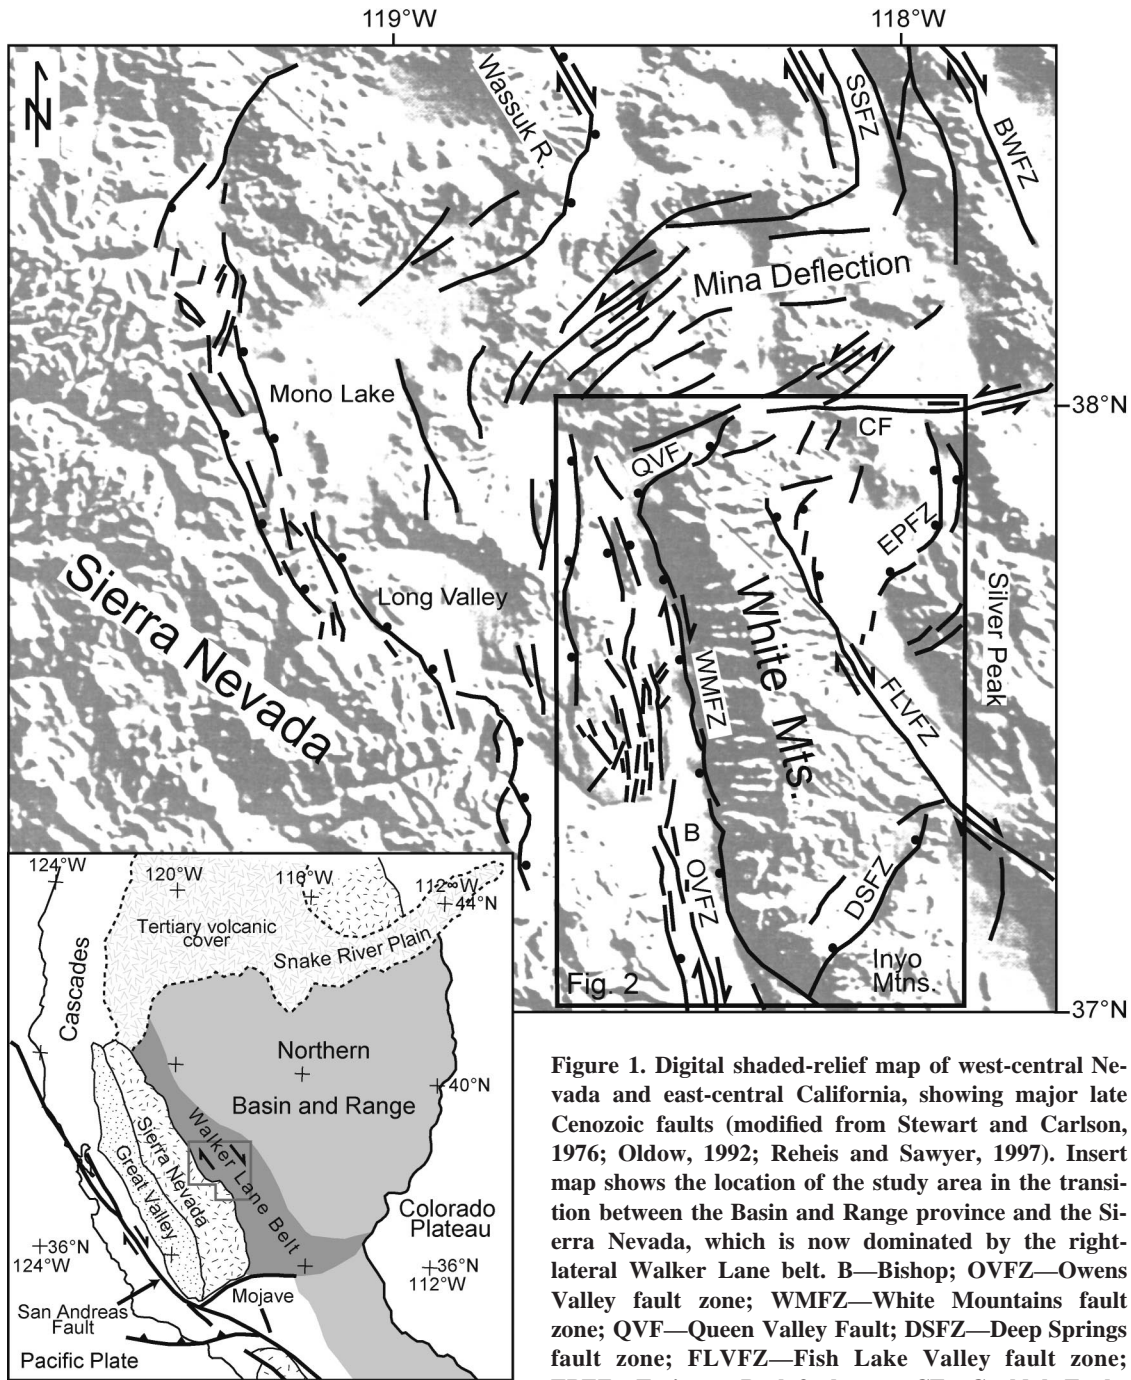 119°W
118°W
N
Wassuk R.
SSFZ
BWFZ
Mina Deflection
Mono Lake
38°N
CF
QVF
EPFZ
Sierra Nevada
Long Valley
White Mts.
Silver Peak
WMFZ
FLVFZ
B
OVFZ
DSFZ
Inyo
Mtns.
Fig. 2
37°N
124°W
120°W
116°W
112∞W
44°N
Tertiary volcanic
cover
Snake River Plain
Cascades
Northern
Basin and Range
40°N
Walker Lane Belt
Sierra Nevada
Great Valley
Colorado
Plateau
36°N
124°W
36°N
112°W
San Andreas
Fault
Mojave
Pacific Plate
Figure 1. Digital shaded-relief map of west-central Ne-
vada and east-central California, showing major late
Cenozoic faults (modified from Stewart and Carlson,
1976; Oldow, 1992; Reheis and Sawyer, 1997). Insert
map shows the location of the study area in the transi-
tion between the Basin and Range province and the Si-
erra Nevada, which is now dominated by the right-
lateral Walker Lane belt. B—Bishop; OVFZ—Owens
Valley fault zone; WMFZ—White Mountains fault
zone; QVF—Queen Valley Fault; DSFZ—Deep Springs
fault zone; FLVFZ—Fish Lake Valley fault zone;